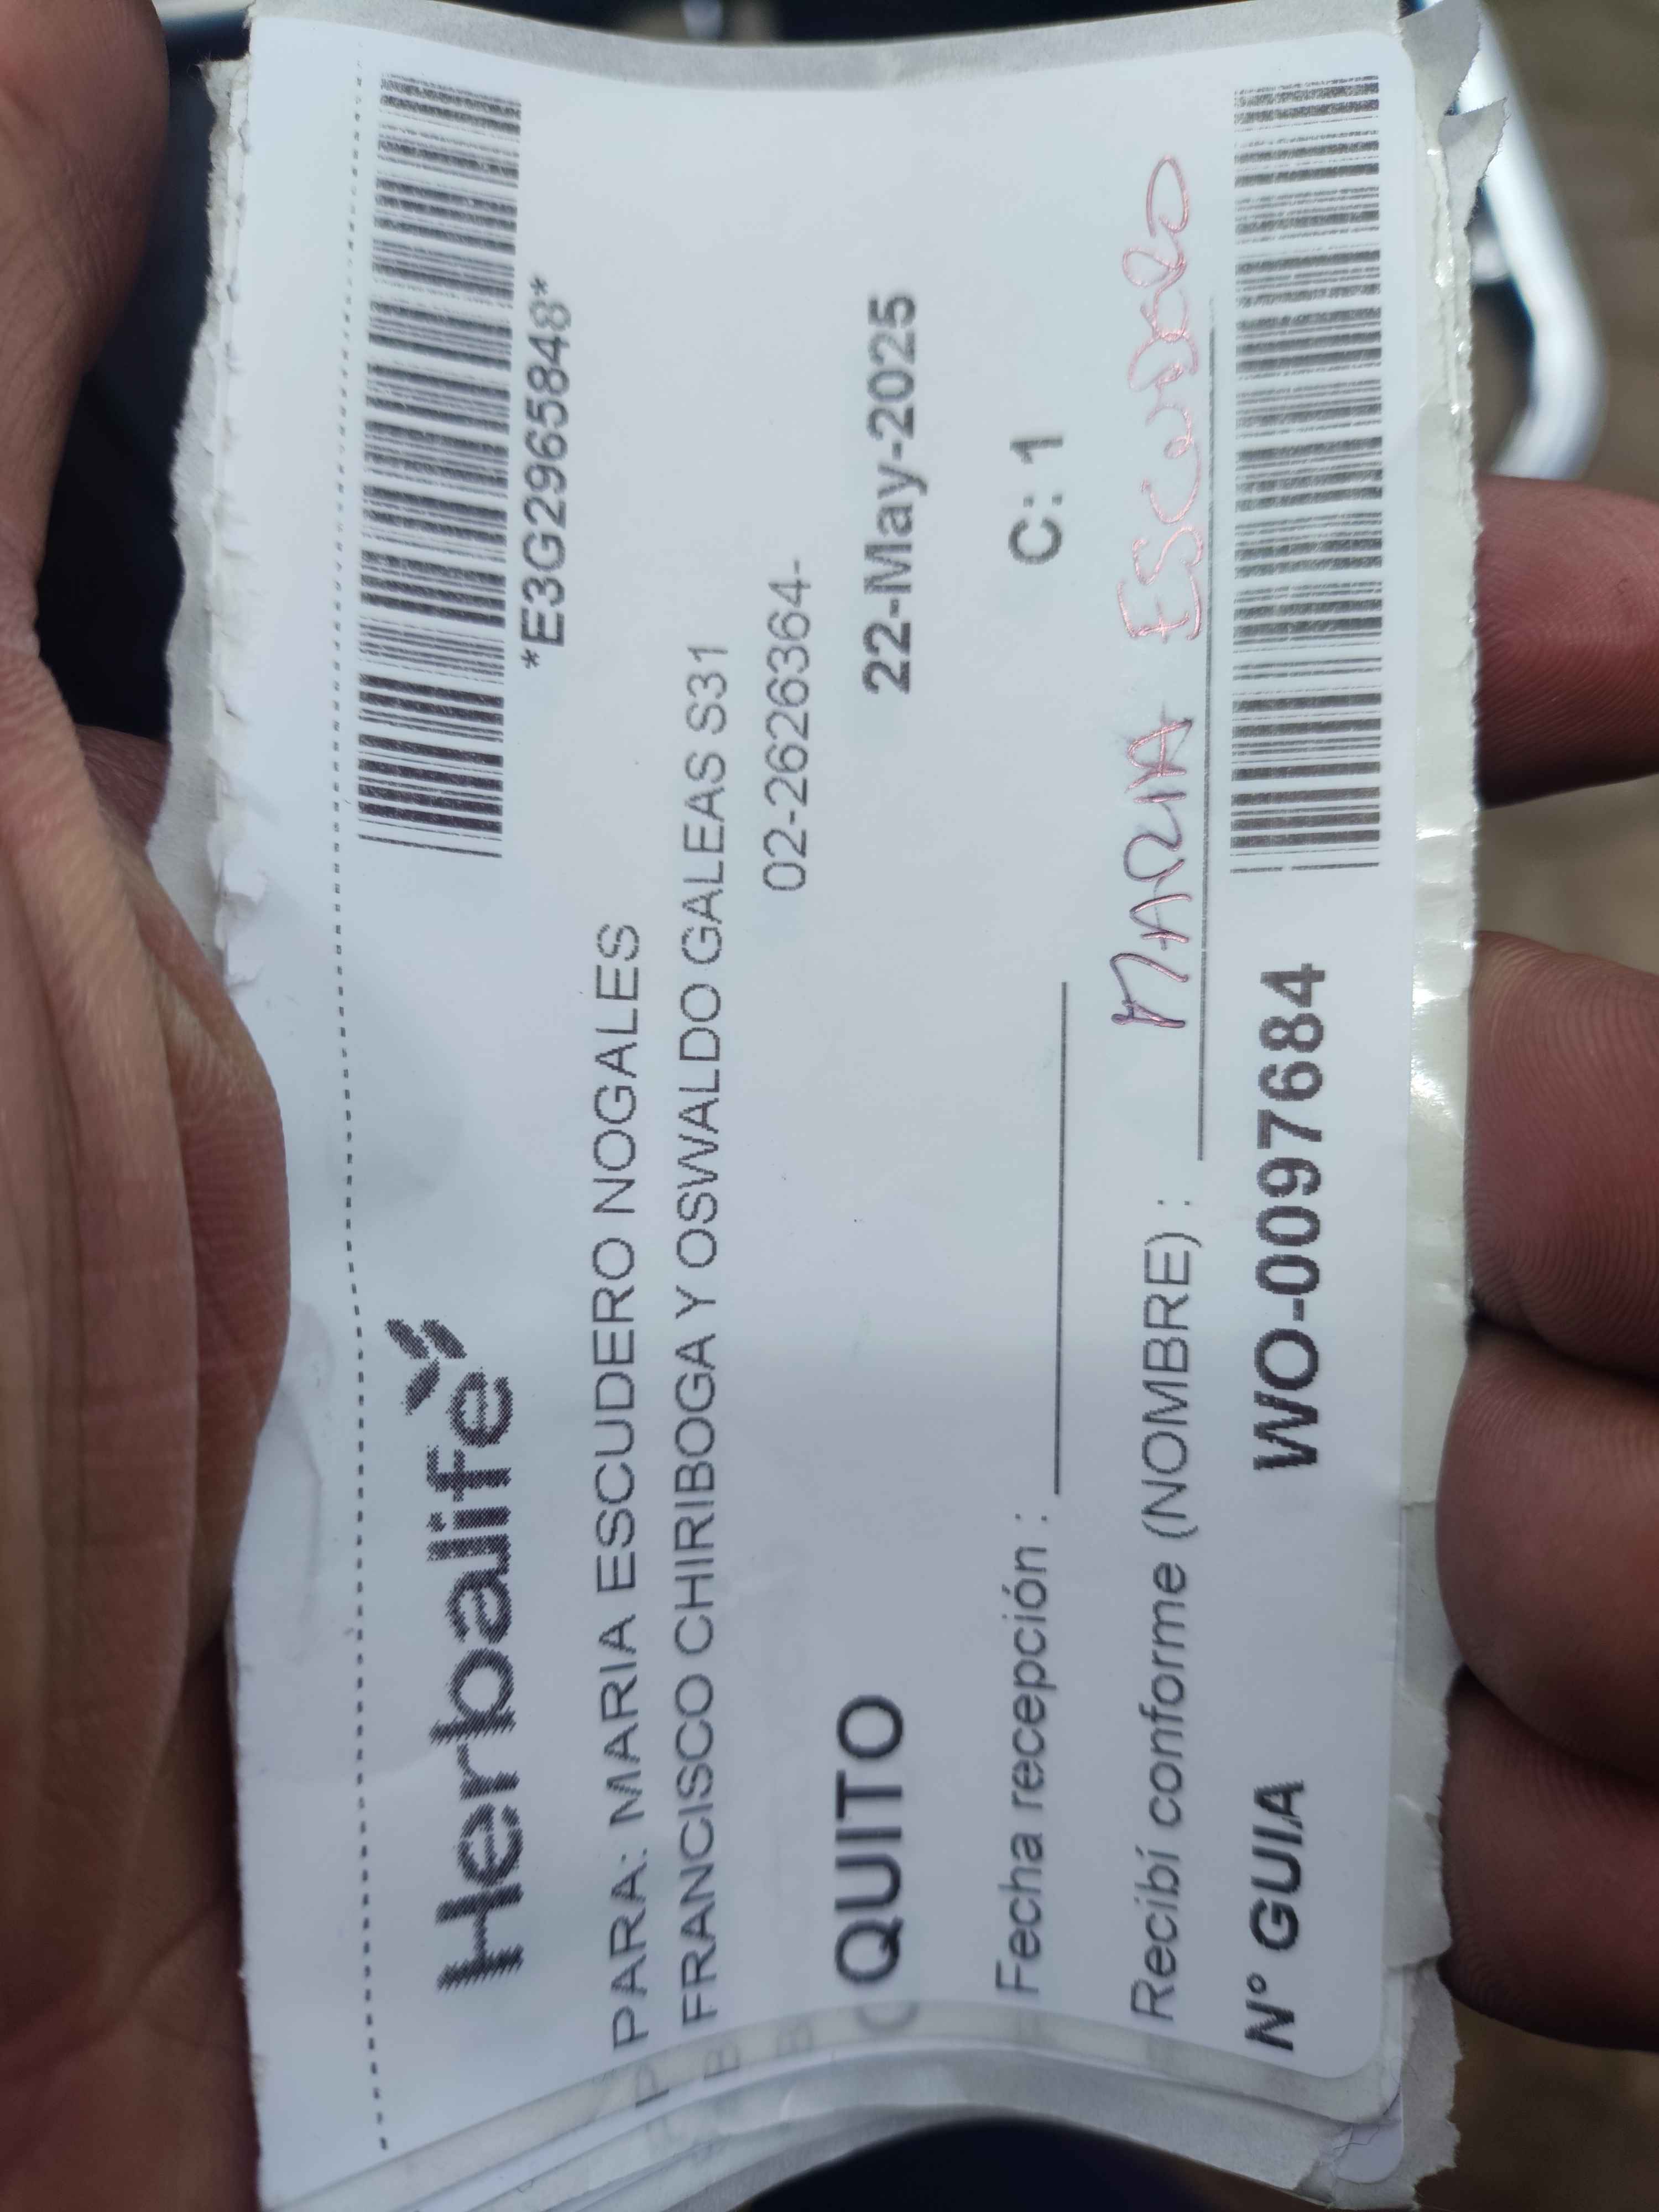 Herbalife
*E3G2965848*
PARA: MARIA ESCUDERO NOGALES
FRANCISCO CHIRIBOGA Y OSWALDO GALEAS S31
02-2626364-
QUITO 22-May-2025
Fecha recepción : C: 1
Recibí conforme (NOMBRE) : MARIA ESCUDERO
N° GUIA WO-0097684